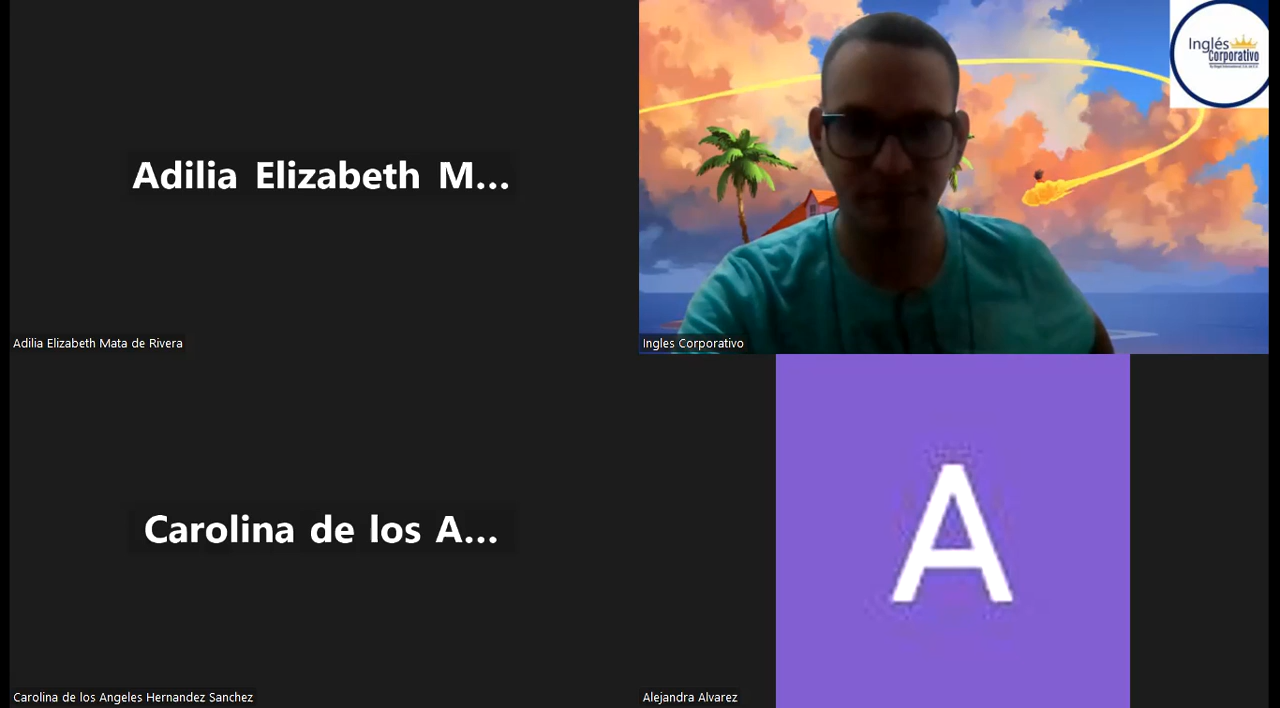 Adilia Elizabeth M...
Adilia Elizabeth Mata de Rivera
Inglés
Corporativo
Ingles Corporativo
Carolina de los A...
Carolina de los Angeles Hernandez Sanchez
A
Alejandra Alvarez